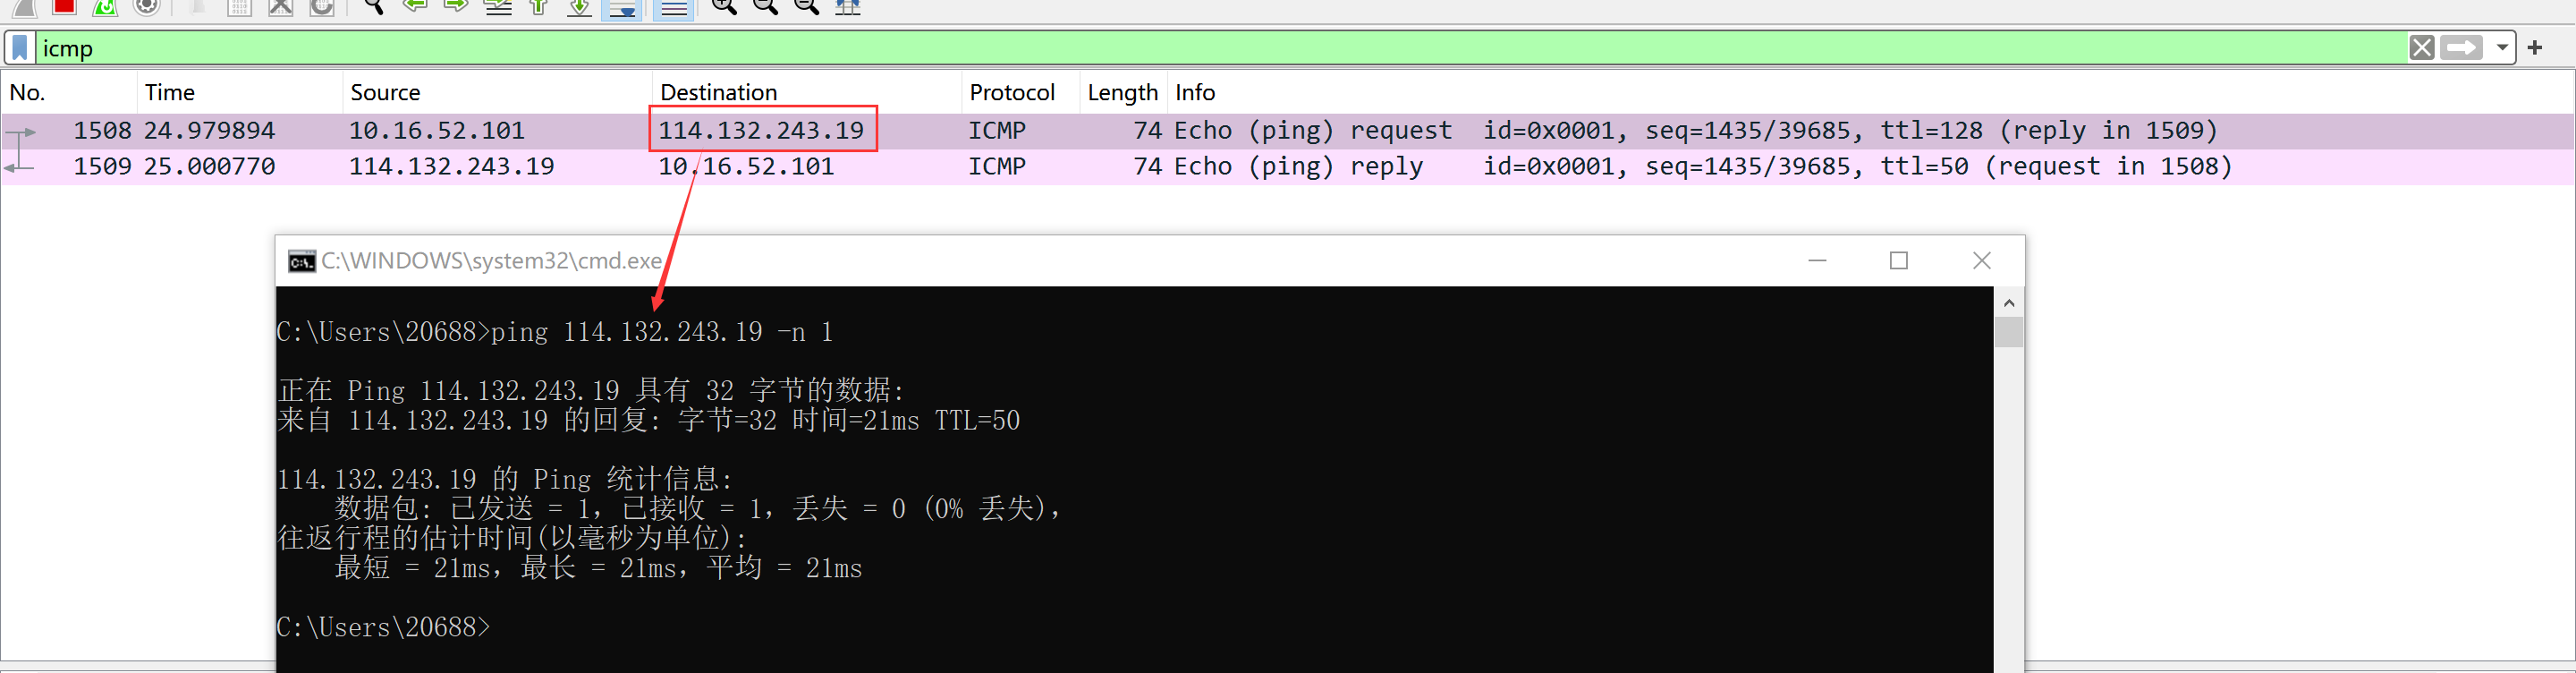 icmp
No. Time Source Destination Protocol Length Info
1508 24.979894 10.16.52.101 114.132.243.19 ICMP 74 Echo (ping) request id=0x0001, seq=1435/39685, ttl=128 (reply in 1509)
1509 25.000770 114.132.243.19 10.16.52.101 ICMP 74 Echo (ping) reply id=0x0001, seq=1435/39685, ttl=50 (request in 1508)
C:\WINDOWS\system32\cmd.exe
C:\Users\20688>ping 114.132.243.19 -n 1
正在 Ping 114.132.243.19 具有 32 字节的数据:
来自 114.132.243.19 的回复: 字节=32 时间=21ms TTL=50
114.132.243.19 的 Ping 统计信息:
数据包: 已发送 = 1，已接收 = 1，丢失 = 0 (0% 丢失)，
往返行程的估计时间(以毫秒为单位):
最短 = 21ms，最长 = 21ms，平均 = 21ms
C:\Users\20688>